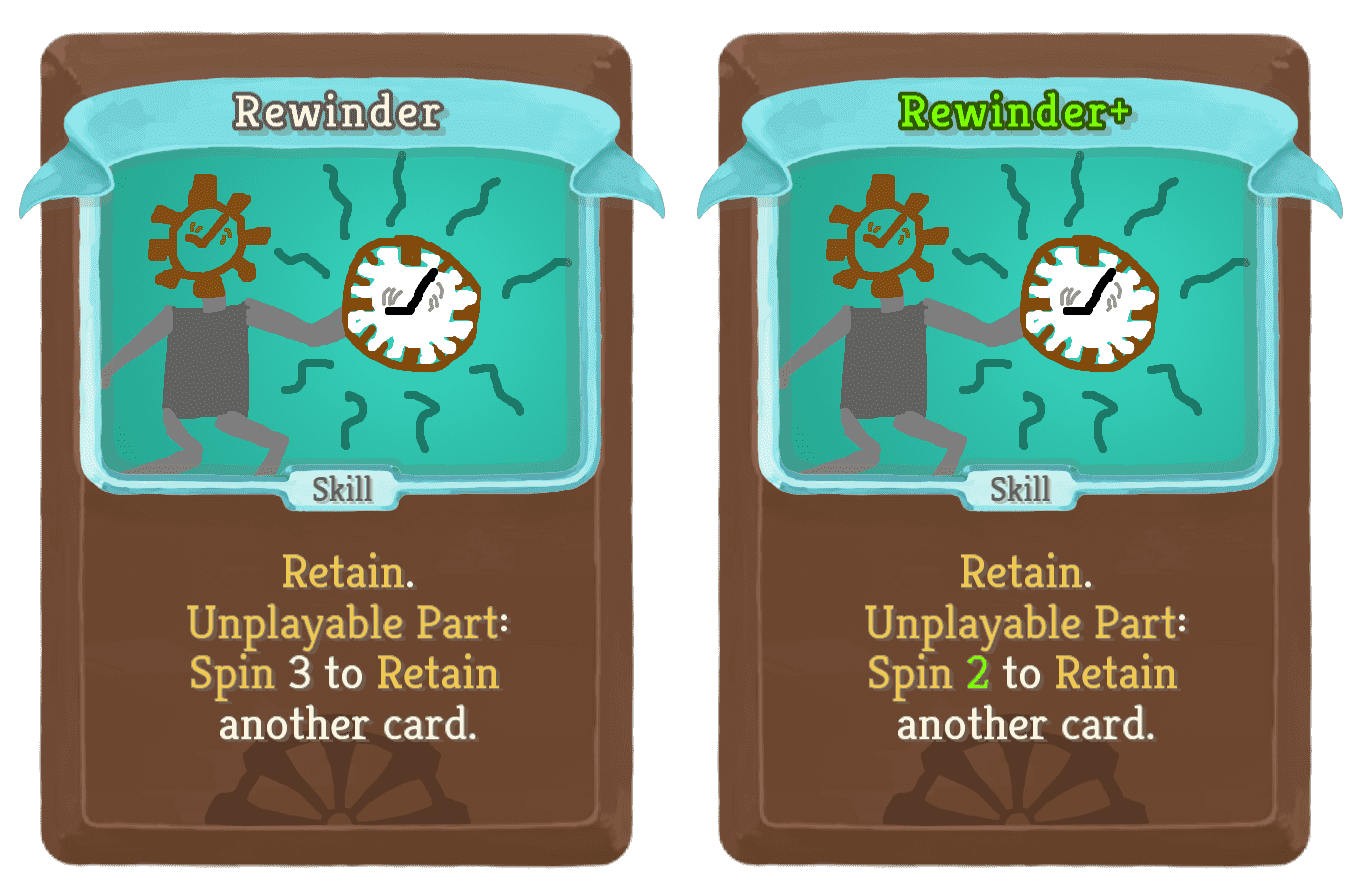 Rewinder
Skill
Retain.
Unplayable Part:
Spin 3 to Retain
another card.
Rewinder+
Skill
Retain.
Unplayable Part:
Spin 2 to Retain
another card.